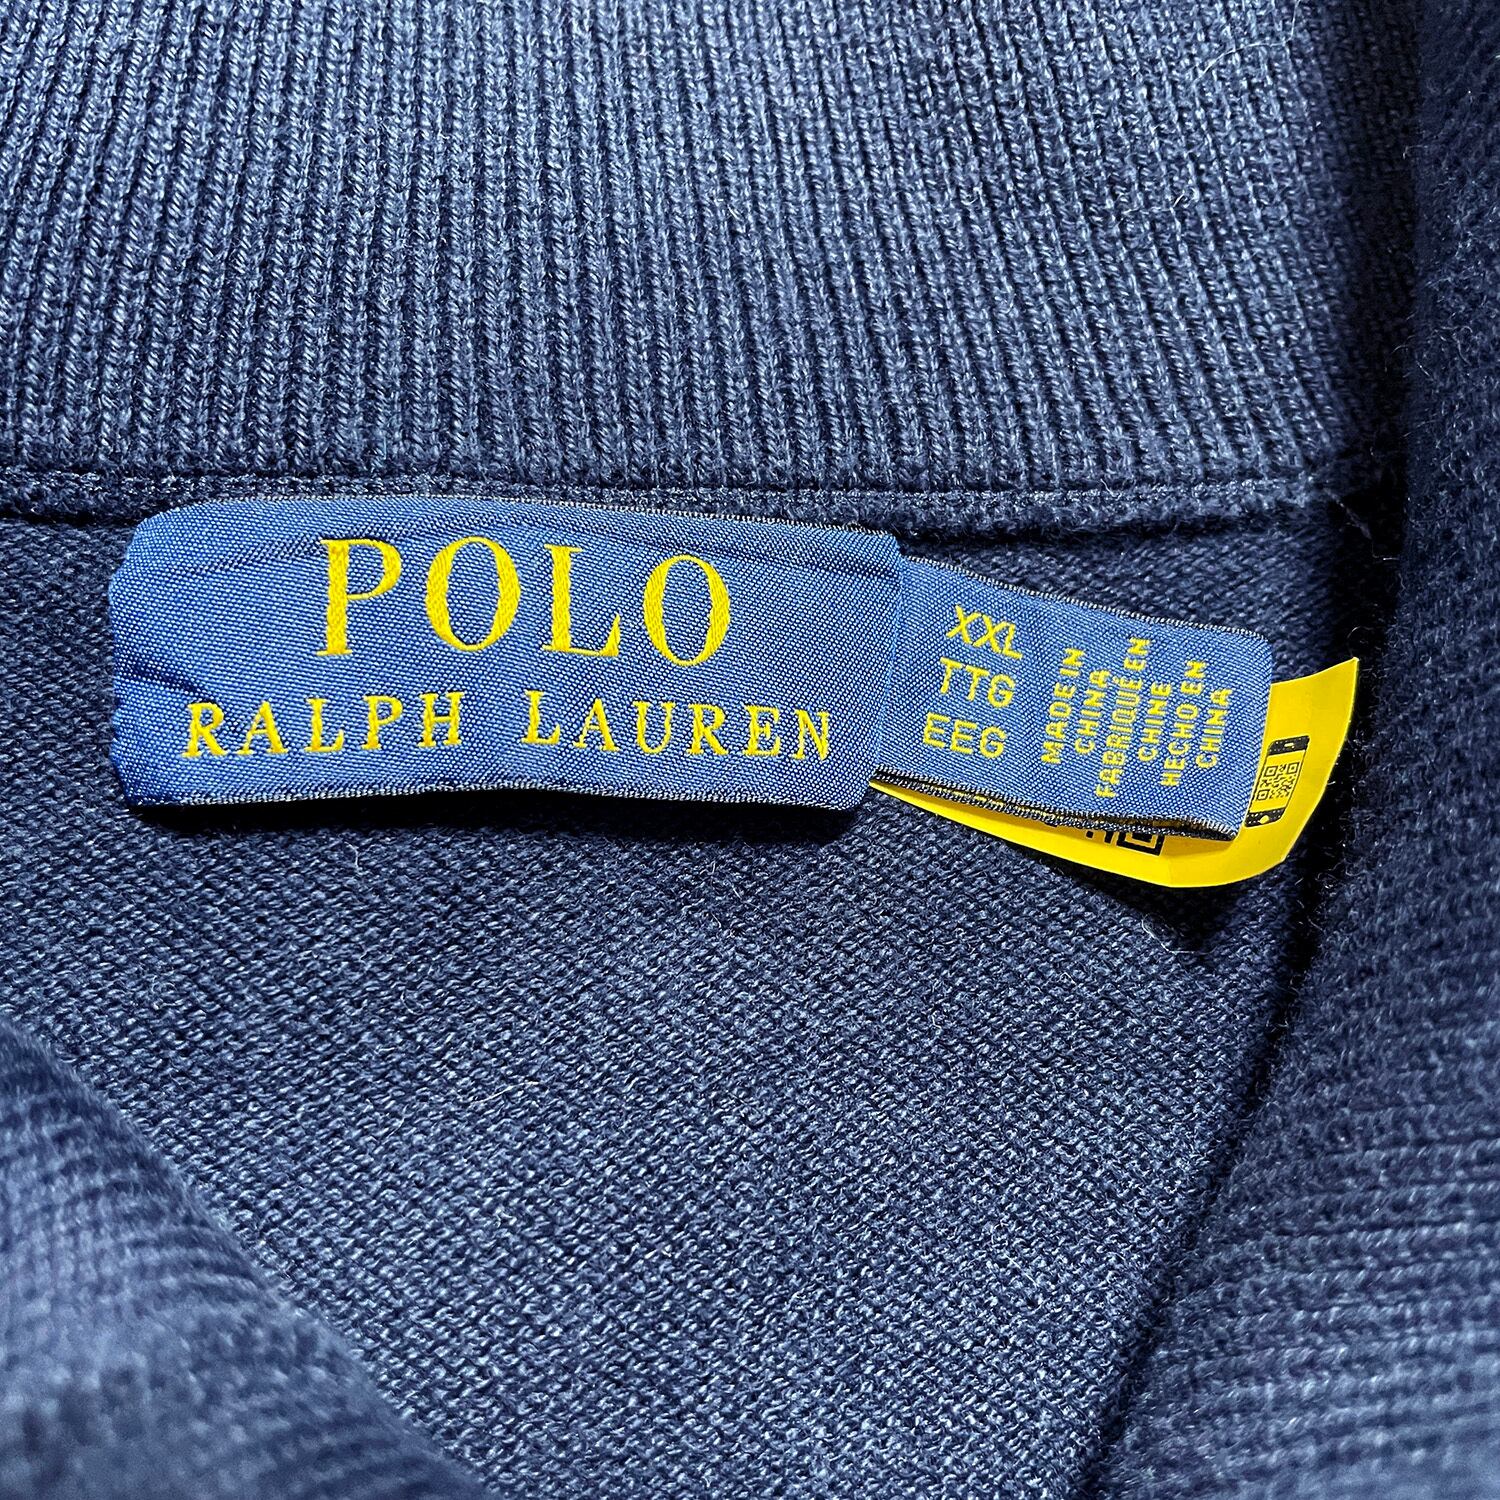 POLO
RALPH LAUREN
XXL
TTG
EEG
MADE IN
CHINA
FABRIQUÉ EN
CHINE
HECHO EN
CHINA